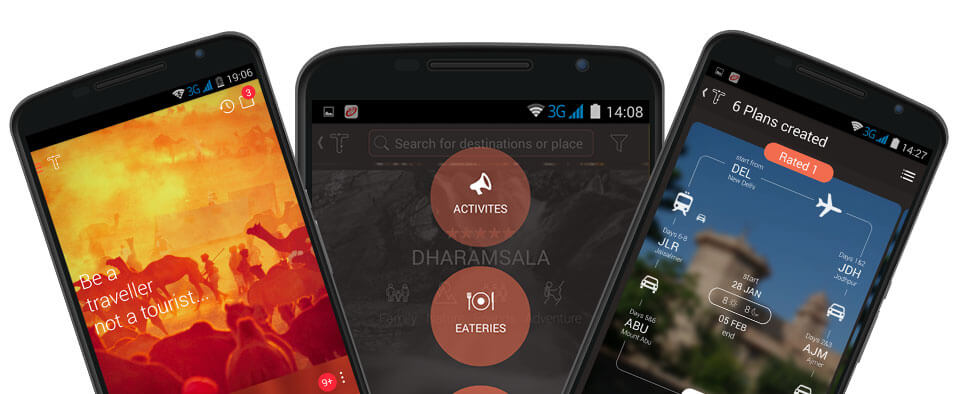 3G 19:06
3
Be a
traveller
not a tourist...
9+
3G 14:08
Search for destinations or place
ACTIVITES
DHARAMSALA
EATERIES
Family
Adventure
3G 14:27
6 Plans created
Rated 1
start from
DEL
New Delhi
Days 6-8
JLR
Jaisalmer
Days 1&2
JDH
Jodhpur
start
28 JAN
8 8
05 FEB
end
Days 5&6
ABU
Mount Abu
Days 2&3
AJM
Ajmer